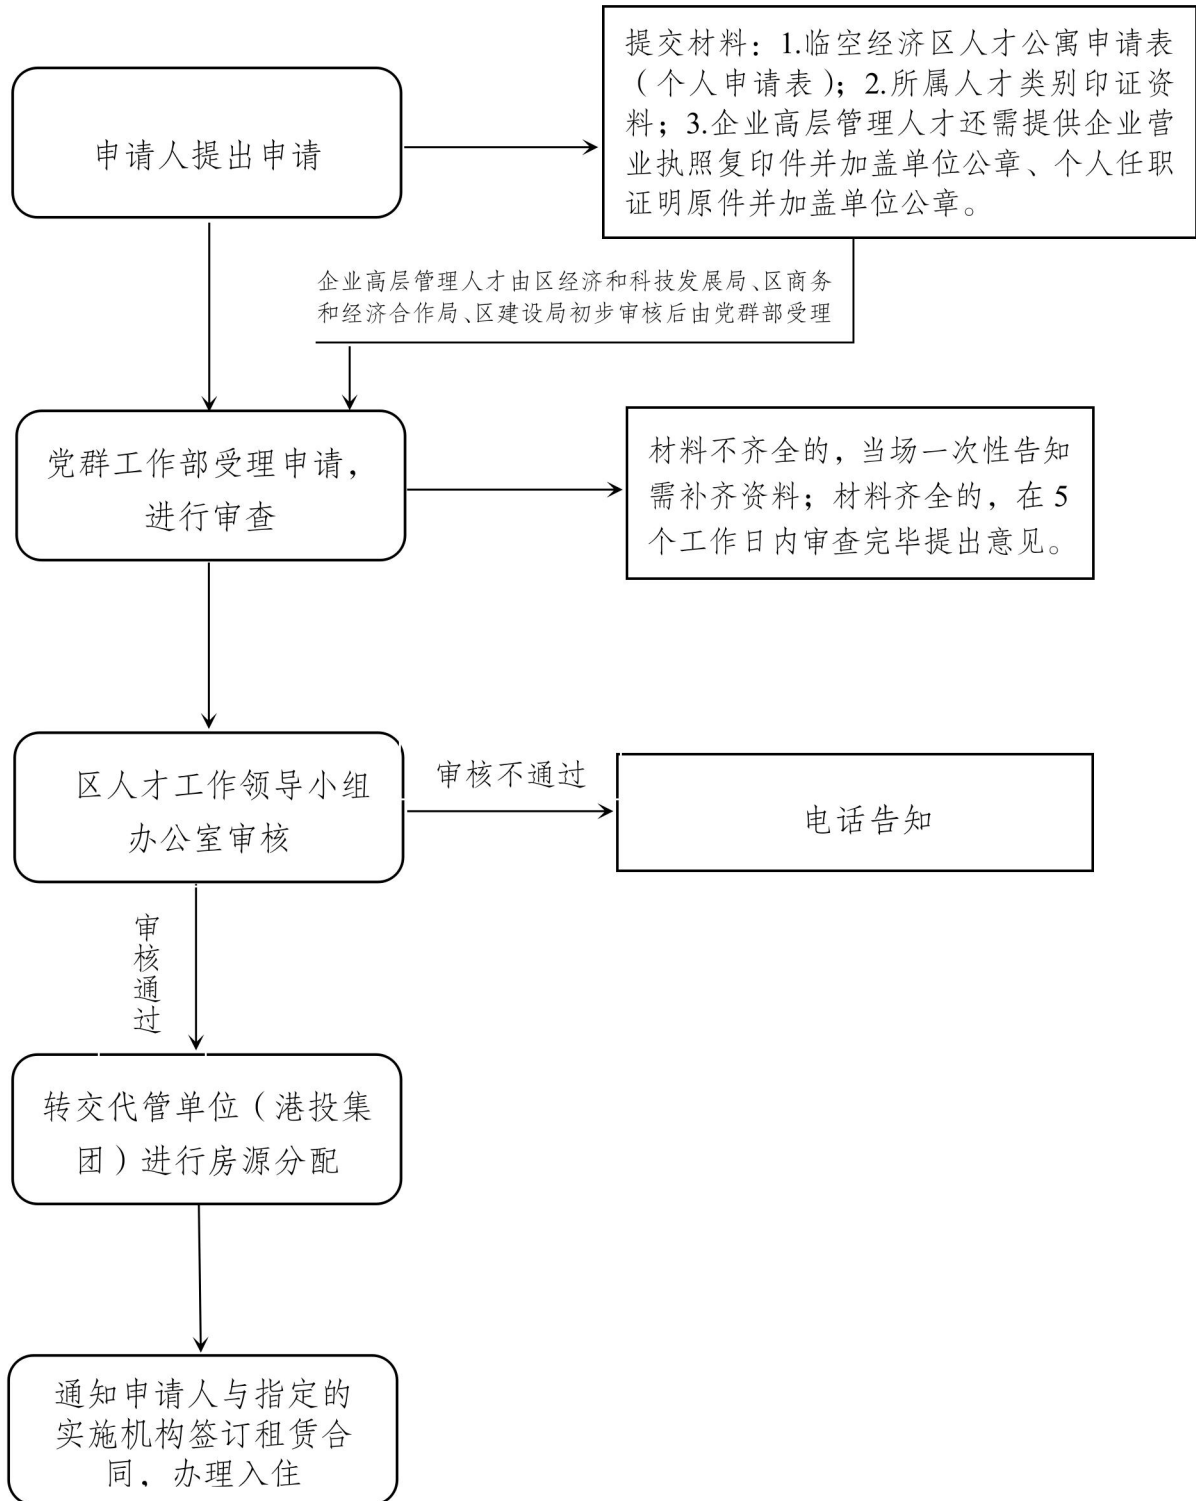 申请人提出申请
提交材料：1.临空经济区人才公寓申请表
（个人申请表）；2.所属人才类别印证资
料；3.企业高层管理人才还需提供企业营
业执照复印件并加盖单位公章、个人任职
证明原件并加盖单位公章。
企业高层管理人才由区经济和科技发展局、区商务
和经济合作局、区建设局初步审核后由党群部受理
党群工作部受理申请，
进行审查
材料不齐全的，当场一次性告知
需补齐资料；材料齐全的，在 5
个工作日内审查完毕提出意见。
区人才工作领导小组
办公室审核
审核不通过
电话告知
审核通过
转交代管单位（港投集
团）进行房源分配
通知申请人与指定的
实施机构签订租赁合
同，办理入住